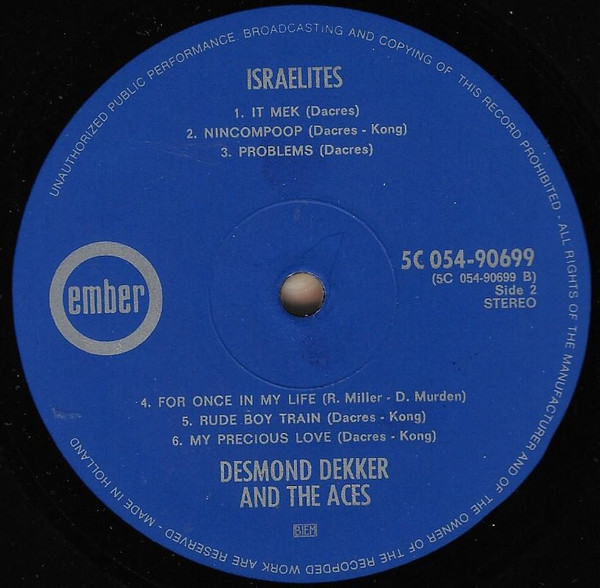 UNAUTHORIZED PUBLIC PERFORMANCE BROADCASTING AND COPYING OF THIS RECORD PROHIBITED - ALL RIGHTS OF THE MANUFACTURER AND OF THE OWNER OF THE RECORDED WORK ARE RESERVED - MADE IN HOLLAND
ISRAELITES
1. IT MEK (Dacres)
2. NINCOMPOOP (Dacres - Kong)
3. PROBLEMS (Dacres)
ember
5C 054-90699
(5C 054-90699 B)
Side 2
STEREO
4. FOR ONCE IN MY LIFE (R. Miller - D. Murden)
5. RUDE BOY TRAIN (Dacres - Kong)
6. MY PRECIOUS LOVE (Dacres - Kong)
DESMOND DEKKER
AND THE ACES
BIEM